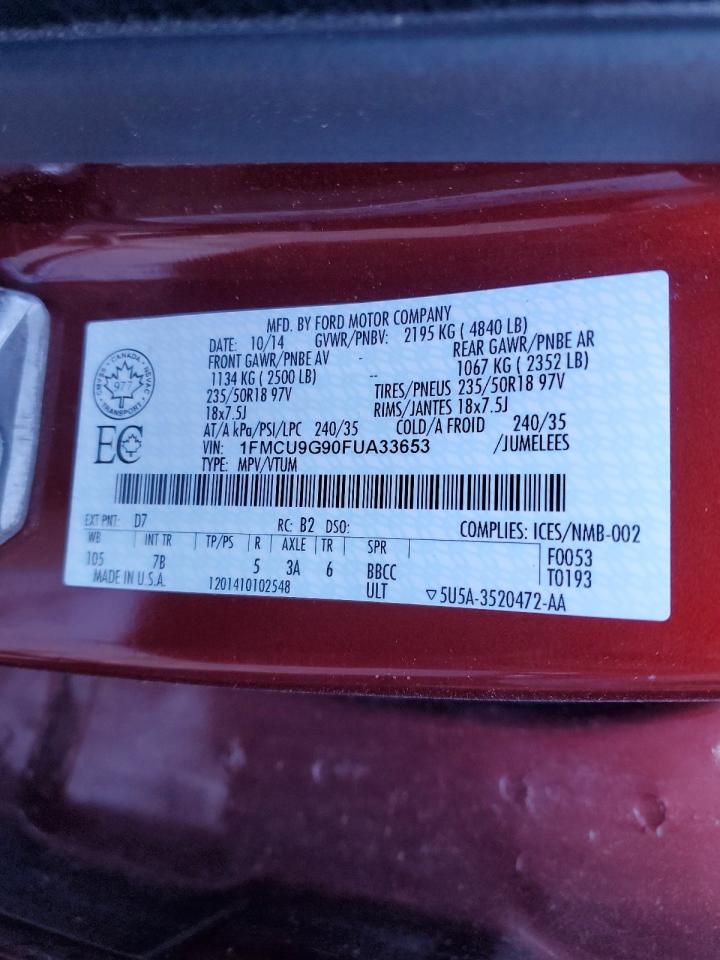 MFD. BY FORD MOTOR COMPANY
DATE: 10/14 GVWR/PNBV: 2195 KG ( 4840 LB)
FRONT GAWR/PNBE AV REAR GAWR/PNBE AR
1134 KG ( 2500 LB) -- 1067 KG ( 2352 LB)
235/50R18 97V TIRES/PNEUS 235/50R18 97V
18x7.5J RIMS/JANTES 18x7.5J
AT/A kPa/PSI/LPC 240/35 COLD/A FROID 240/35
VIN: 1FMCU9G90FUA33653 /JUMELEES
TYPE: MPV/VTUM
CANADA
977
TRANSPORT
EC
EXT PNT: D7 RC: B2 DSO: COMPLIES: ICES/NMB-002
WB INT TR TP/PS R AXLE TR SPR F0053
105 7B 5 3A 6 BBCC T0193
MADE IN U.S.A. 1201410102548 ULT ▽5U5A-3520472-AA